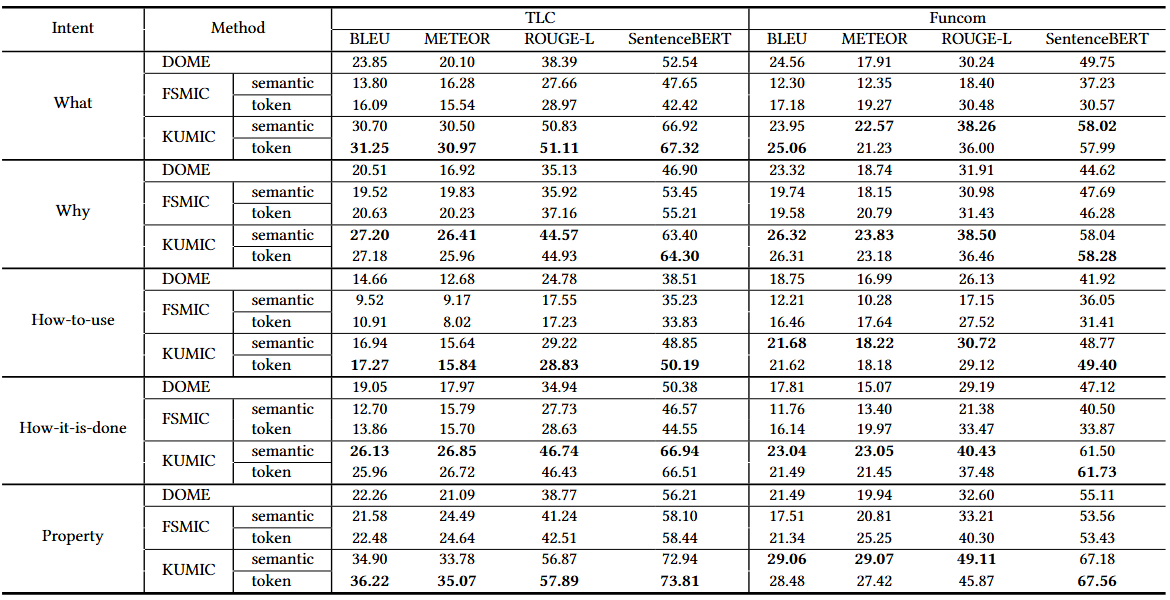 Intent Method TLC Funcom
BLEU METEOR ROUGE-L SentenceBERT BLEU METEOR ROUGE-L SentenceBERT
What DOME 23.85 20.10 38.39 52.54 24.56 17.91 30.24 49.75
FSMIC semantic 13.80 16.28 27.66 47.65 12.30 12.35 18.40 37.23
token 16.09 15.54 28.97 42.42 17.18 19.27 30.48 30.57
KUMIC semantic 30.70 30.50 50.83 66.92 23.95 22.57 38.26 58.02
token 31.25 30.97 51.11 67.32 25.06 21.23 36.00 57.99
Why DOME 20.51 16.92 35.13 46.90 23.32 18.74 31.91 44.62
FSMIC semantic 19.52 19.83 35.92 53.45 19.74 18.15 30.98 47.69
token 20.63 20.23 37.16 55.21 19.58 20.79 31.43 46.28
KUMIC semantic 27.20 26.41 44.57 63.40 26.32 23.83 38.50 58.04
token 27.18 25.96 44.93 64.30 26.31 23.18 36.46 58.28
How-to-use DOME 14.66 12.68 24.78 38.51 18.75 16.99 26.13 41.92
FSMIC semantic 9.52 9.17 17.55 35.23 12.21 10.28 17.15 36.05
token 10.91 8.02 17.23 33.83 16.46 17.64 27.52 31.41
KUMIC semantic 16.94 15.64 29.22 48.85 21.68 18.22 30.72 48.77
token 17.27 15.84 28.83 50.19 21.62 18.18 29.12 49.40
How-it-is-done DOME 19.05 17.97 34.94 50.38 17.81 15.07 29.19 47.12
FSMIC semantic 12.70 15.79 27.73 46.57 11.76 13.40 21.38 40.50
token 13.86 15.70 28.63 44.55 16.14 19.97 33.47 33.87
KUMIC semantic 26.13 26.85 46.74 66.94 23.04 23.05 40.43 61.50
token 25.96 26.72 46.43 66.51 21.49 21.45 37.48 61.73
Property DOME 22.26 21.09 38.77 56.21 21.49 19.94 32.60 55.11
FSMIC semantic 21.58 24.49 41.24 58.10 17.51 20.81 33.21 53.56
token 22.48 24.64 42.51 58.44 21.34 25.25 40.30 53.43
KUMIC semantic 34.90 33.78 56.87 72.94 29.06 29.07 49.11 67.18
token 36.22 35.07 57.89 73.81 28.48 27.42 45.87 67.56